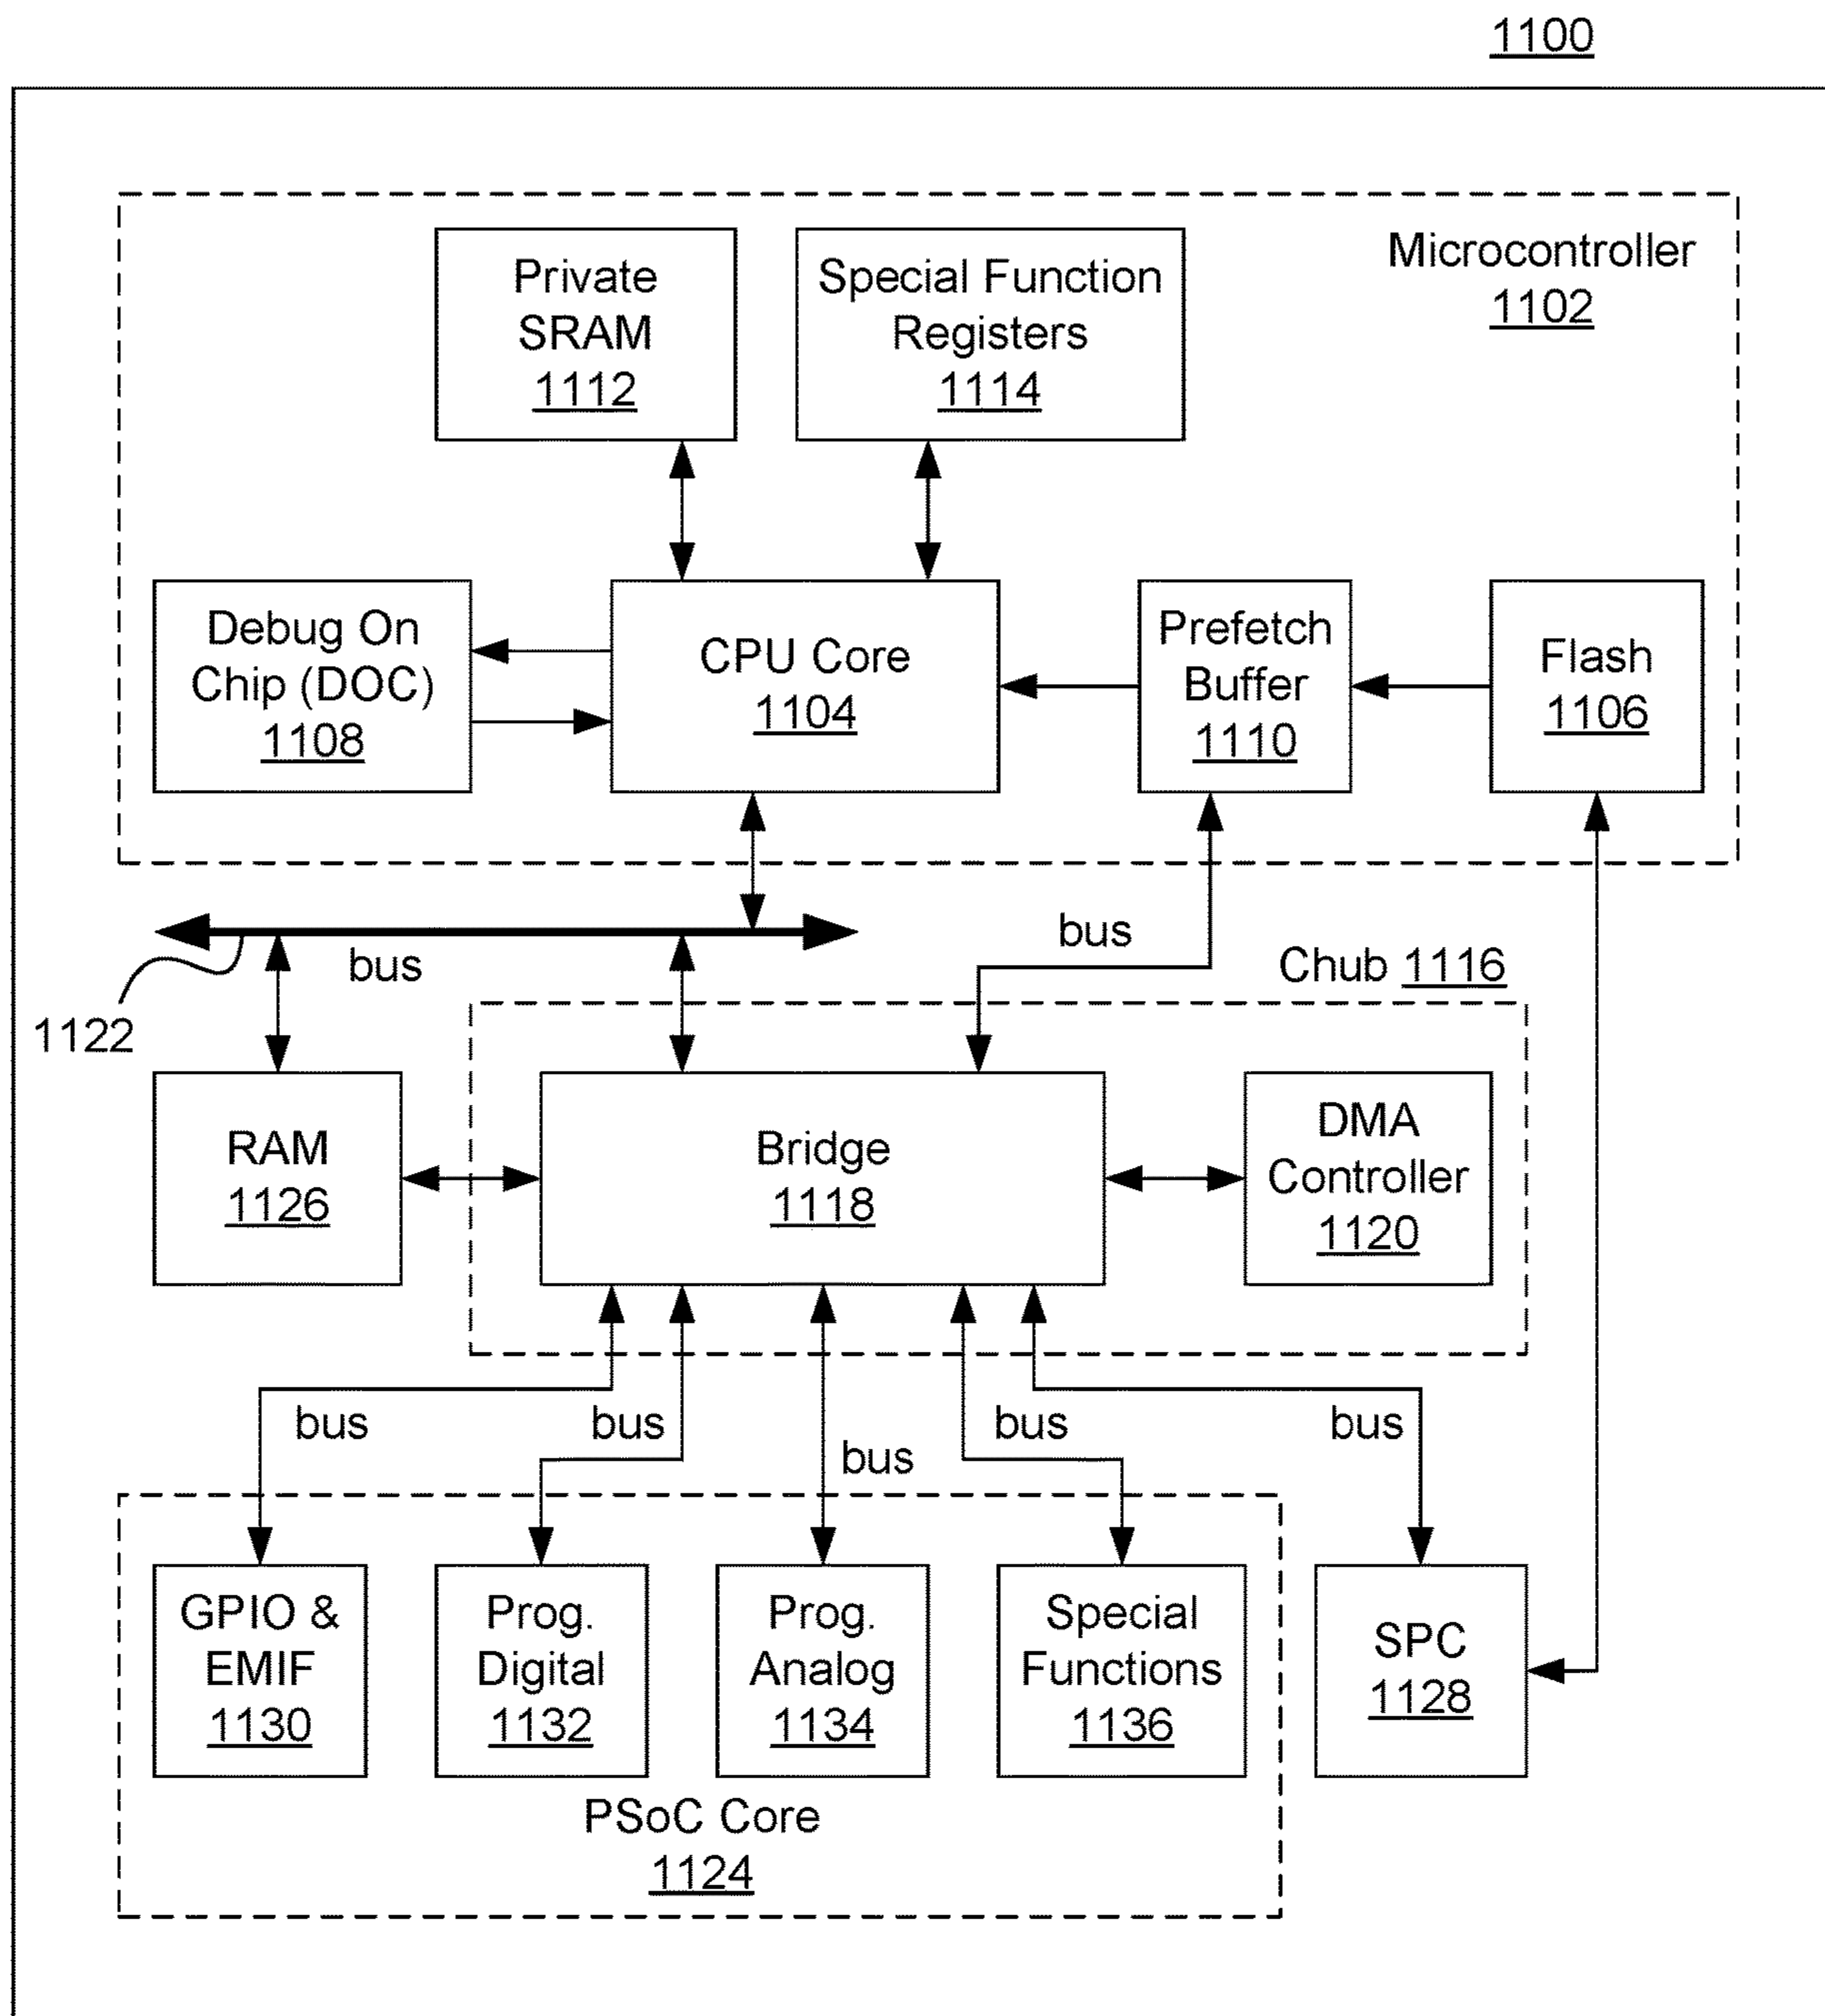 1100
Microcontroller
1102
Private
SRAM
1112
Special Function
Registers
1114
Debug On
Chip (DOC)
1108
CPU Core
1104
Prefetch
Buffer
1110
Flash
1106
bus
bus
1122
Chub 1116
RAM
1126
Bridge
1118
DMA
Controller
1120
bus
bus
bus
bus
bus
GPIO &
EMIF
1130
Prog.
Digital
1132
Prog.
Analog
1134
Special
Functions
1136
SPC
1128
PSoC Core
1124